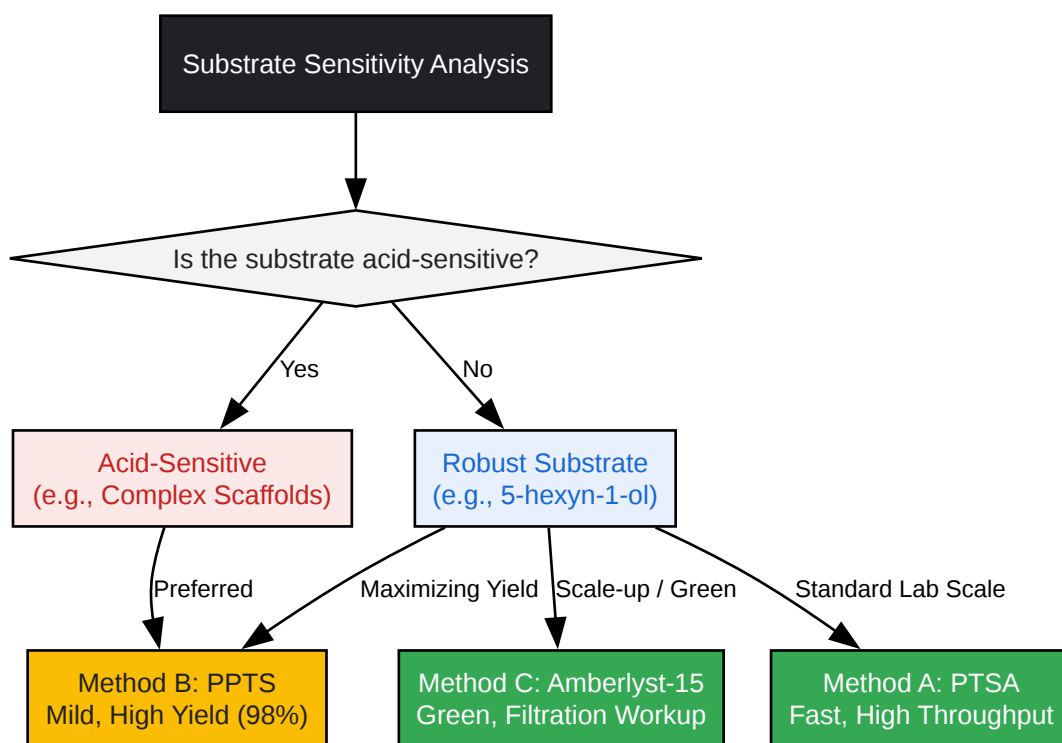 Substrate Sensitivity Analysis
Is the substrate acid-sensitive?
Yes
No
Acid-Sensitive
(e.g., Complex Scaffolds)
Robust Substrate
(e.g., 5-hexyn-1-ol)
Preferred
Maximizing Yield
Scale-up / Green
Standard Lab Scale
Method B: PPTS
Mild, High Yield (98%)
Method C: Amberlyst-15
Green, Filtration Workup
Method A: PTSA
Fast, High Throughput